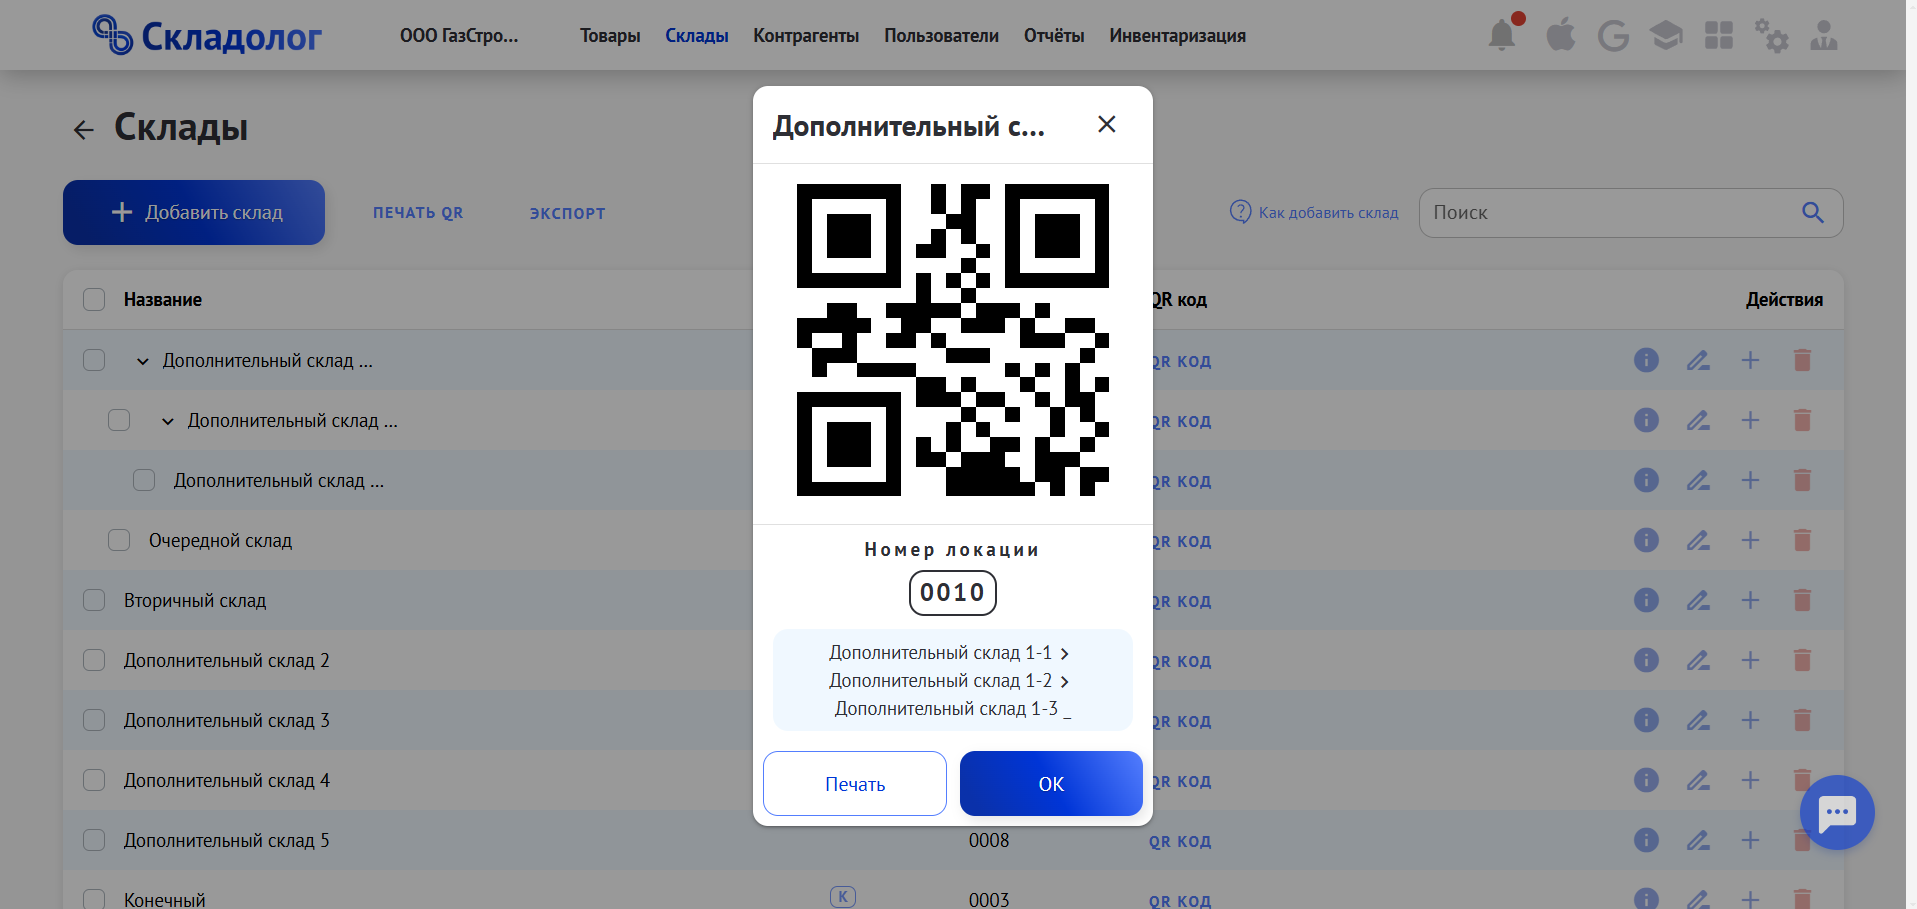 Складолог
ООО ГазСтро...
Товары
Склады
Контрагенты
Пользователи
Отчёты
Инвентаризация
Склады
Добавить склад
ПЕЧАТЬ QR
ЭКСПОРТ
Как добавить склад
Поиск
Название
QR код
Действия
Дополнительный склад ...
QR КОД
Дополнительный склад ...
QR КОД
Дополнительный склад ...
QR КОД
Очередной склад
QR КОД
Вторичный склад
QR КОД
Дополнительный склад 2
QR КОД
Дополнительный склад 3
QR КОД
Дополнительный склад 4
QR КОД
Дополнительный склад 5
0008
QR КОД
Конечный
К
0003
QR КОД
Дополнительный с...
Номер локации
0010
Дополнительный склад 1-1
Дополнительный склад 1-2
Дополнительный склад 1-3 _
Печать
ОК